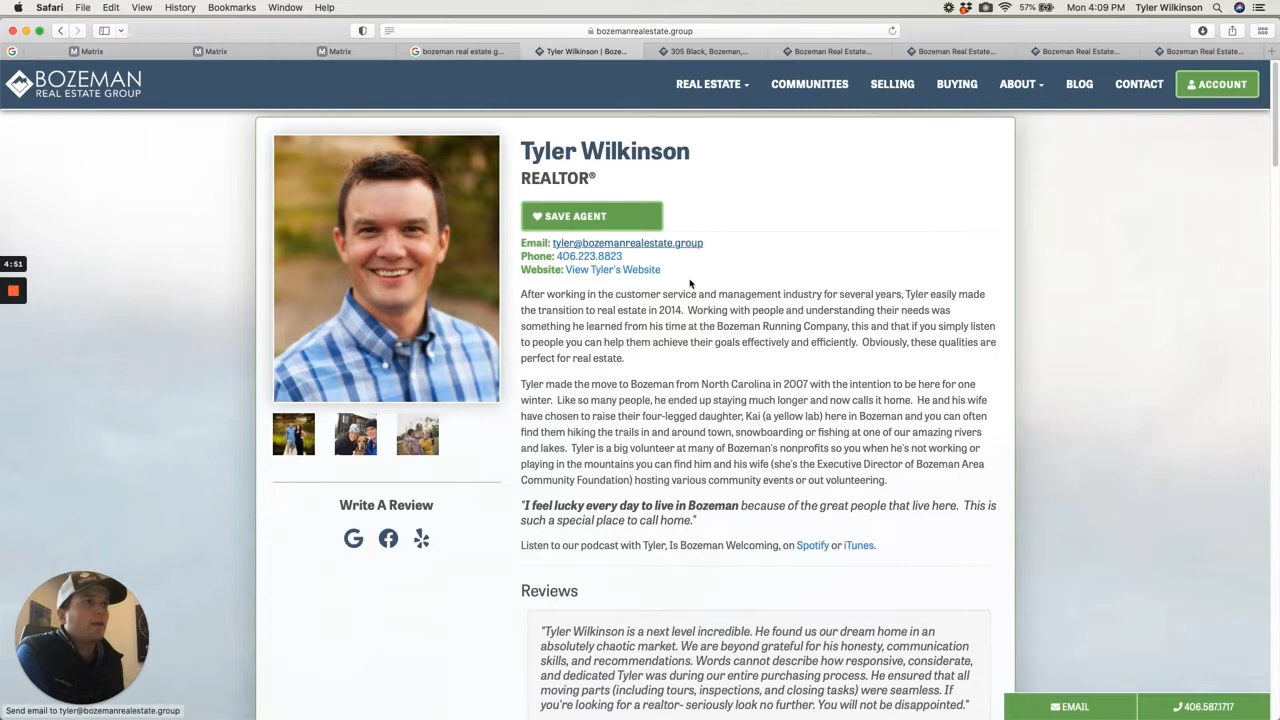 Safari File Edit View History Bookmarks Window Help 57% Mon 4:09 PM Tyler Wilkinson
bozemanrealestate.group
Matrix Matrix Matrix bozeman real estate g... Tyler Wilkinson | Boze... 305 Black, Bozeman,... Bozeman Real Estate... Bozeman Real Estate... Bozeman Real Estate... Bozeman Real Estate...
BOZEMAN
REAL ESTATE GROUP
REAL ESTATE COMMUNITIES SELLING BUYING ABOUT BLOG CONTACT ACCOUNT
Tyler Wilkinson
REALTOR®
SAVE AGENT
Email: tyler@bozemanrealestate.group
Phone: 406.223.8823
Website: View Tyler's Website
4:51
After working in the customer service and management industry for several years, Tyler easily made
the transition to real estate in 2014. Working with people and understanding their needs was
something he learned from his time at the Bozeman Running Company, this and that if you simply listen
to people you can help them achieve their goals effectively and efficiently. Obviously, these qualities are
perfect for real estate.
Tyler made the move to Bozeman from North Carolina in 2007 with the intention to be here for one
winter. Like so many people, he ended up staying much longer and now calls it home. He and his wife
have chosen to raise their four-legged daughter, Kai (a yellow lab) here in Bozeman and you can often
find them hiking the trails in and around town, snowboarding or fishing at one of our amazing rivers
and lakes. Tyler is a big volunteer at many of Bozeman's nonprofits so you when he's not working or
playing in the mountains you can find him and his wife (she's the Executive Director of Bozeman Area
Community Foundation) hosting various community events or out volunteering.
"I feel lucky every day to live in Bozeman because of the great people that live here. This is
such a special place to call home."
Listen to our podcast with Tyler, Is Bozeman Welcoming, on Spotify or iTunes.
Write A Review
Reviews
"Tyler Wilkinson is a next level incredible. He found us our dream home in an
absolutely chaotic market. We are beyond grateful for his honesty, communication
skills, and recommendations. Words cannot describe how responsive, considerate,
and dedicated Tyler was during our entire purchasing process. He ensured that all
moving parts (including tours, inspections, and closing tasks) were seamless. If
you're looking for a realtor- seriously look no further. You will not be disappointed."
Send email to tyler@bozemanrealestate.group
EMAIL 406.587.1717